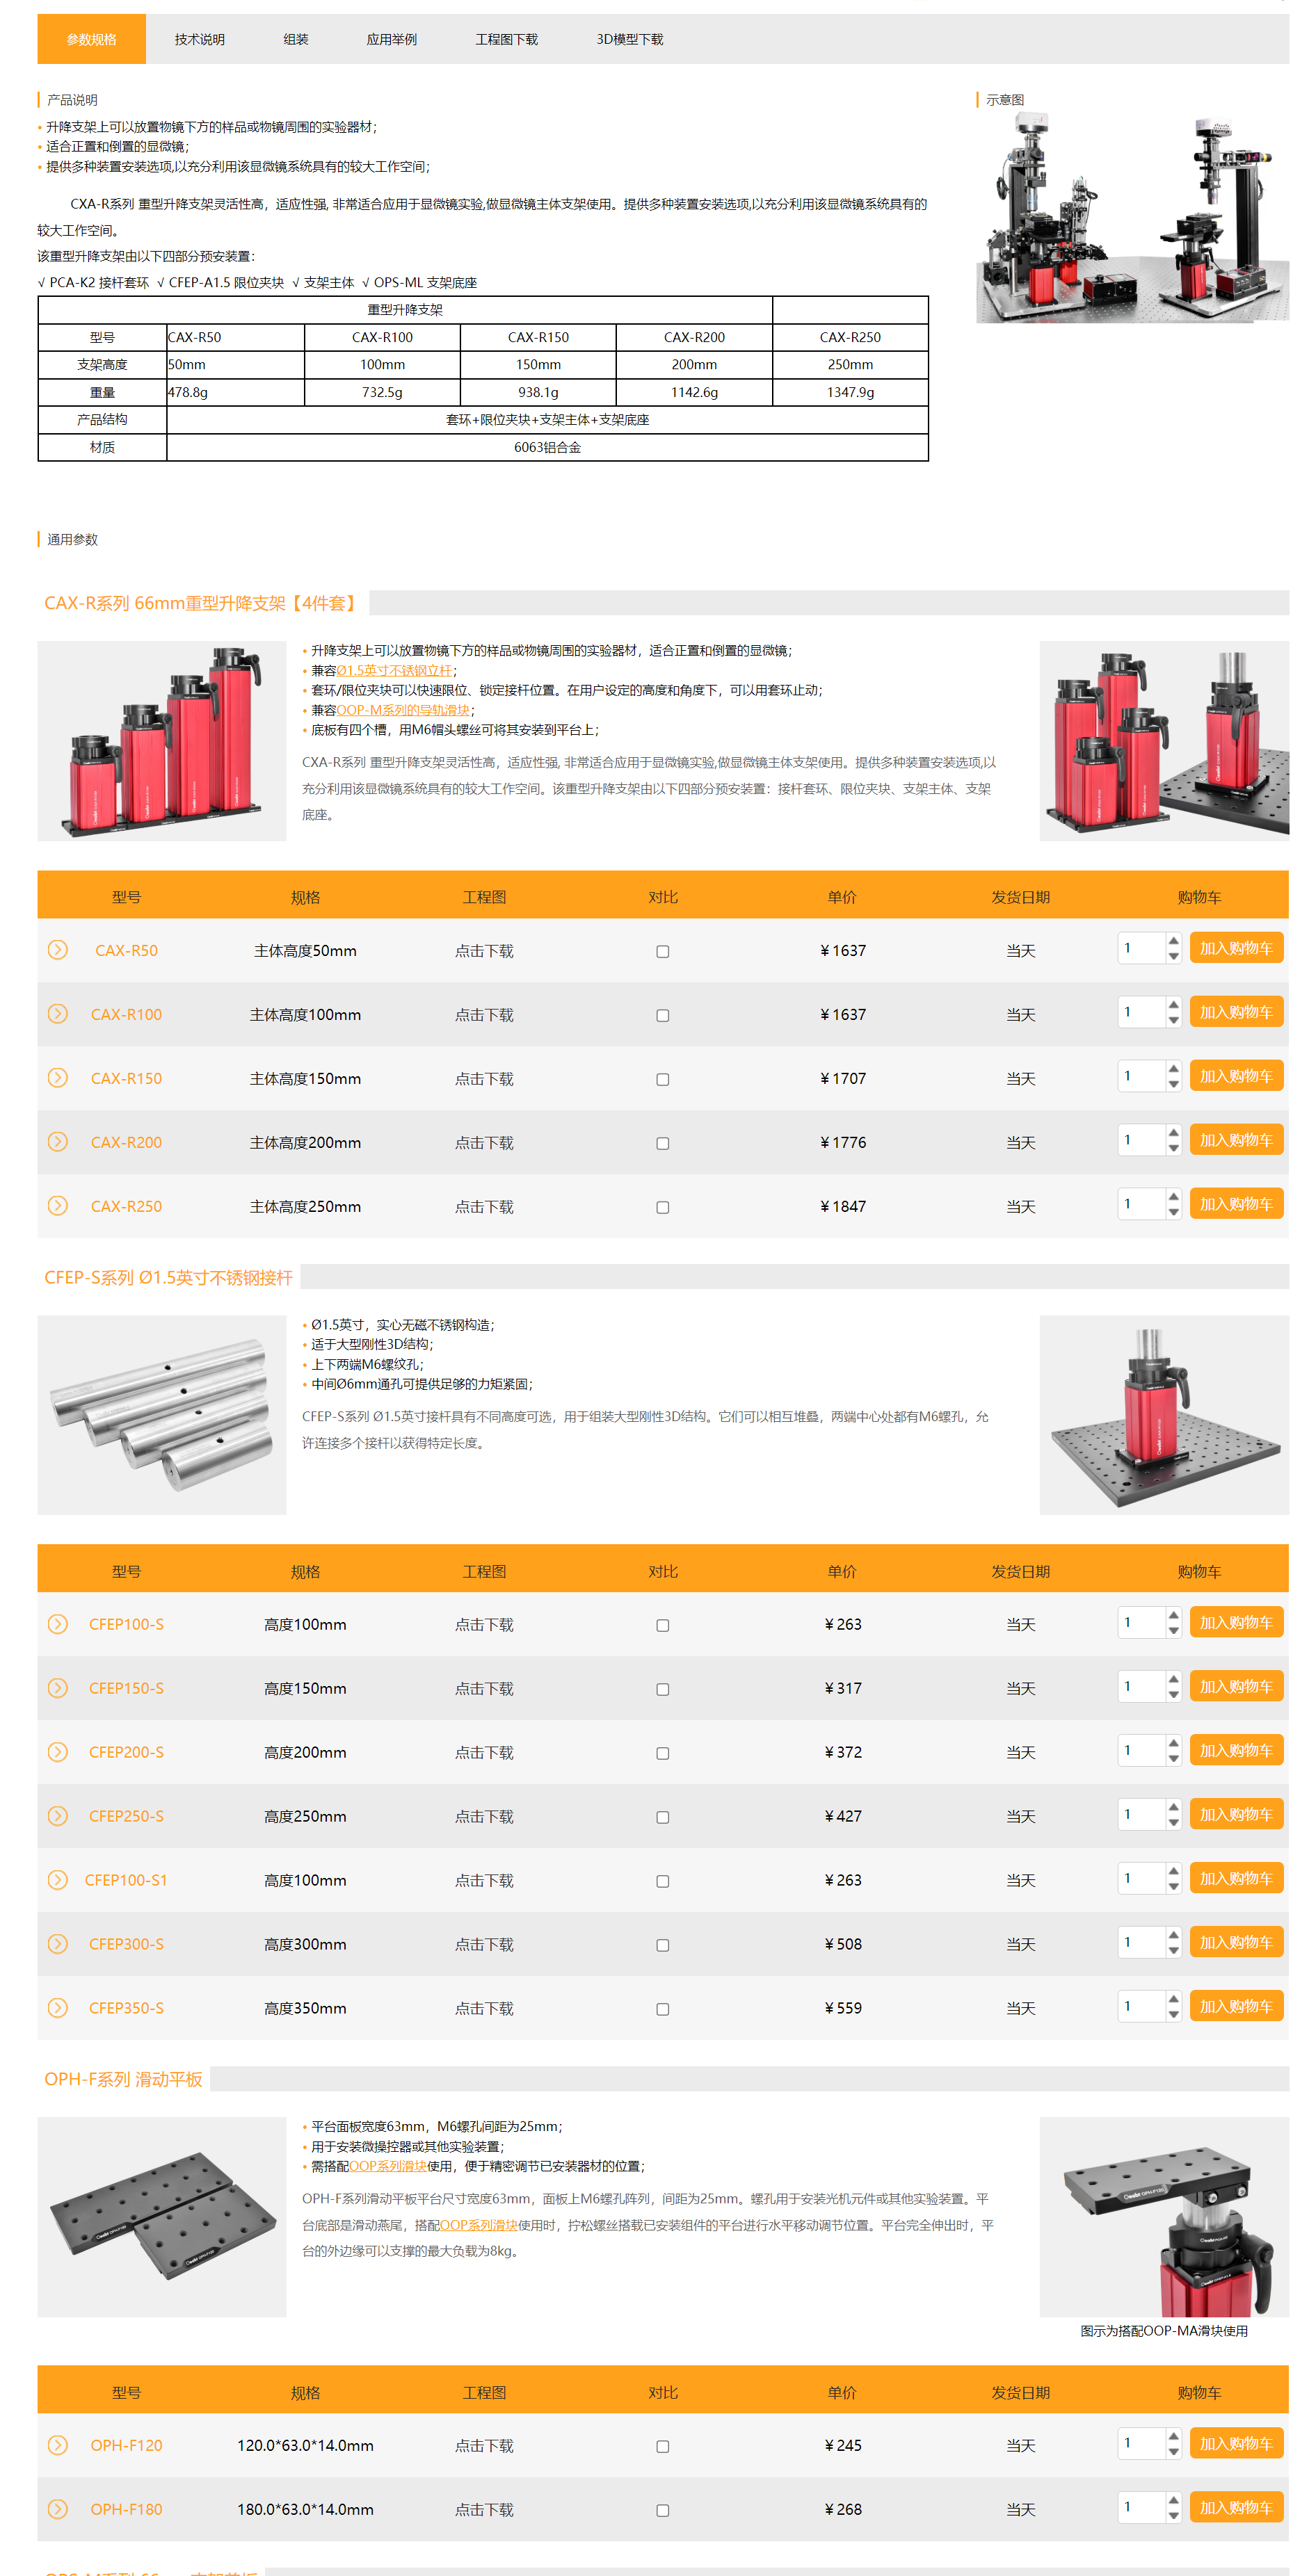 参数规格 技术说明 组装 应用举例 工程图下载 3D模型下载
产品说明
• 升降支架上可以放置物镜下方的样品或物镜周围的实验器材；
• 适合正置和倒置的显微镜；
• 提供多种装置安装选项,以充分利用该显微镜系统具有的较大工作空间；
CXA-R系列 重型升降支架灵活性高，适应性强, 非常适合应用于显微镜实验,做显微镜主体支架使用。提供多种装置安装选项,以充分利用该显微镜系统具有的
较大工作空间。
该重型升降支架由以下四部分预安装置：
√ PCA-K2 接杆套环 √ CFEP-A1.5 限位夹块 √ 支架主体 √ OPS-ML 支架底座
重型升降支架
型号 CAX-R50 CAX-R100 CAX-R150 CAX-R200 CAX-R250
支架高度 50mm 100mm 150mm 200mm 250mm
重量 478.8g 732.5g 938.1g 1142.6g 1347.9g
产品结构 套环+限位夹块+支架主体+支架底座
材质 6063铝合金
示意图
通用参数
CAX-R系列 66mm重型升降支架【4件套】
• 升降支架上可以放置物镜下方的样品或物镜周围的实验器材，适合正置和倒置的显微镜；
• 兼容Ø1.5英寸不锈钢立杆；
• 套环/限位夹块可以快速限位、锁定接杆位置。在用户设定的高度和角度下，可以用套环止动；
• 兼容OOP-M系列的导轨滑块；
• 底板有四个槽，用M6帽头螺丝可将其安装到平台上；
CXA-R系列 重型升降支架灵活性高，适应性强, 非常适合应用于显微镜实验,做显微镜主体支架使用。提供多种装置安装选项,以
充分利用该显微镜系统具有的较大工作空间。该重型升降支架由以下四部分预安装置：接杆套环、限位夹块、支架主体、支架
底座。
型号 规格 工程图 对比 单价 发货日期 购物车
CAX-R50 主体高度50mm 点击下载 ￥1637 当天 1 加入购物车
CAX-R100 主体高度100mm 点击下载 ￥1637 当天 1 加入购物车
CAX-R150 主体高度150mm 点击下载 ￥1707 当天 1 加入购物车
CAX-R200 主体高度200mm 点击下载 ￥1776 当天 1 加入购物车
CAX-R250 主体高度250mm 点击下载 ￥1847 当天 1 加入购物车
CFEP-S系列 Ø1.5英寸不锈钢接杆
• Ø1.5英寸，实心无磁不锈钢构造；
• 适于大型刚性3D结构；
• 上下两端M6螺纹孔；
• 中间Ø6mm通孔可提供足够的力矩紧固；
CFEP-S系列 Ø1.5英寸接杆具有不同高度可选，用于组装大型刚性3D结构。它们可以相互堆叠，两端中心处都有M6螺孔，允
许连接多个接杆以获得特定长度。
型号 规格 工程图 对比 单价 发货日期 购物车
CFEP100-S 高度100mm 点击下载 ￥263 当天 1 加入购物车
CFEP150-S 高度150mm 点击下载 ￥317 当天 1 加入购物车
CFEP200-S 高度200mm 点击下载 ￥372 当天 1 加入购物车
CFEP250-S 高度250mm 点击下载 ￥427 当天 1 加入购物车
CFEP100-S1 高度100mm 点击下载 ￥263 当天 1 加入购物车
CFEP300-S 高度300mm 点击下载 ￥508 当天 1 加入购物车
CFEP350-S 高度350mm 点击下载 ￥559 当天 1 加入购物车
OPH-F系列 滑动平板
• 平台面板宽度63mm，M6螺孔间距为25mm；
• 用于安装微操控器或其他实验装置；
• 需搭配OOP系列滑块使用，便于精密调节已安装器材的位置；
OPH-F系列滑动平板平台尺寸宽度63mm，面板上M6螺孔阵列，间距为25mm。螺孔用于安装光机元件或其他实验装置。平
台底部是滑动燕尾，搭配OOP系列滑块使用时，拧松螺丝搭载已安装组件的平台进行水平移动调节位置。平台完全伸出时，平
台的外边缘可以支撑的最大负载为8kg。
图示为搭配OOP-MA滑块使用
型号 规格 工程图 对比 单价 发货日期 购物车
OPH-F120 120.0*63.0*14.0mm 点击下载 ￥245 当天 1 加入购物车
OPH-F180 180.0*63.0*14.0mm 点击下载 ￥268 当天 1 加入购物车